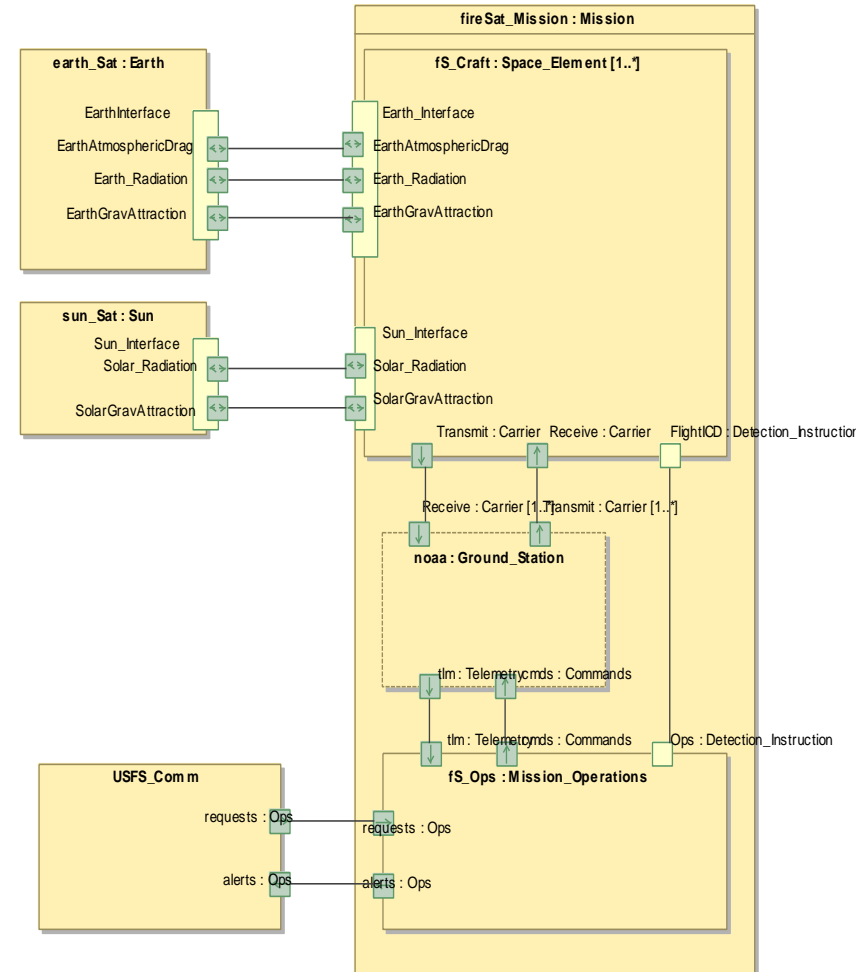 fireSat_Mission : Mission
earth_Sat : Earth
fS_Craft : Space_Element [1..*]
EarthInterface
Earth_Interface
EarthAtmosphericDrag
EarthAtmosphericDrag
Earth_Radiation
Earth_Radiation
EarthGravAttraction
EarthGravAttraction
sun_Sat : Sun
Sun_Interface
Sun_Interface
Solar_Radiation
Solar_Radiation
SolarGravAttraction
SolarGravAttraction
Transmit : Carrier
Receive : Carrier
FlightICD : Detection_Instruction
Receive : Carrier [1..*]
Transmit : Carrier [1..*]
noaa : Ground_Station
tlm : Telemetry
cmds : Commands
tlm : Telemetry
cmds : Commands
Ops : Detection_Instruction
USFS_Comm
fS_Ops : Mission_Operations
requests : Ops
requests : Ops
alerts : Ops
alerts : Ops